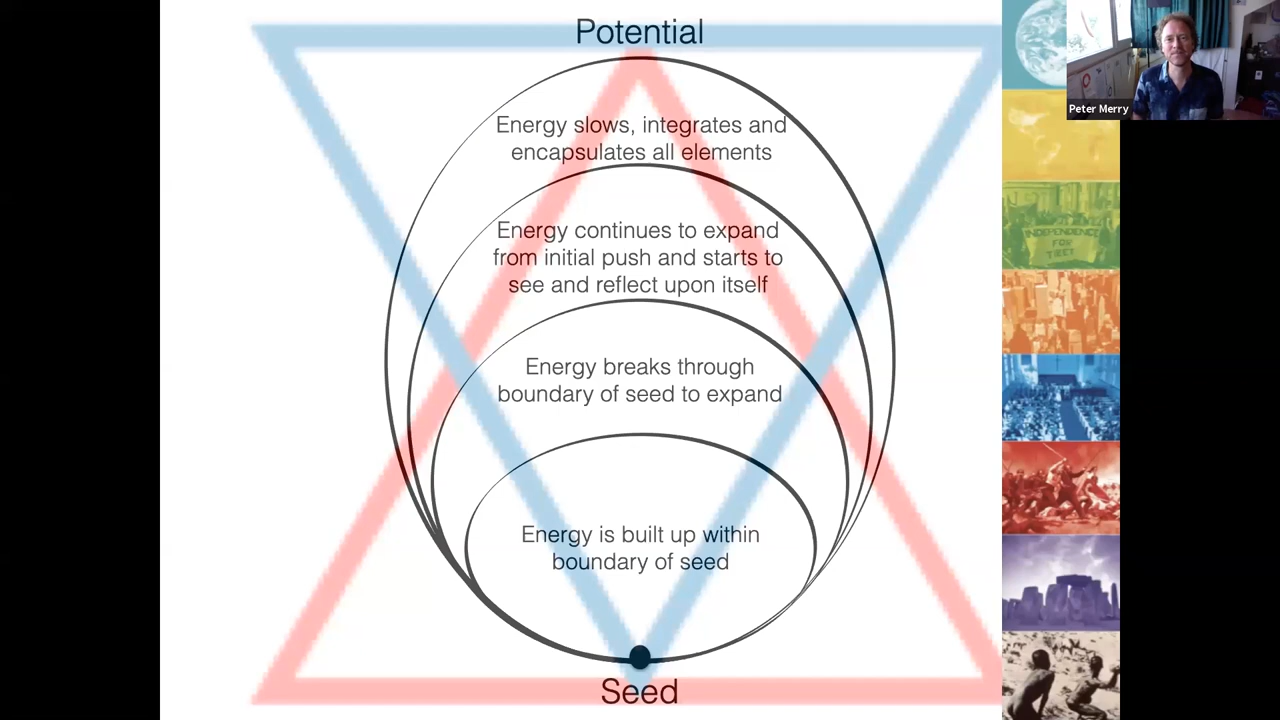 Potential
Peter Merry
Energy slows, integrates and
encapsulates all elements
Energy continues to expand
from initial push and starts to
see and reflect upon itself
INDEPENDENCE
FOR
TIBET
Energy breaks through
boundary of seed to expand
Energy is built up within
boundary of seed
Seed